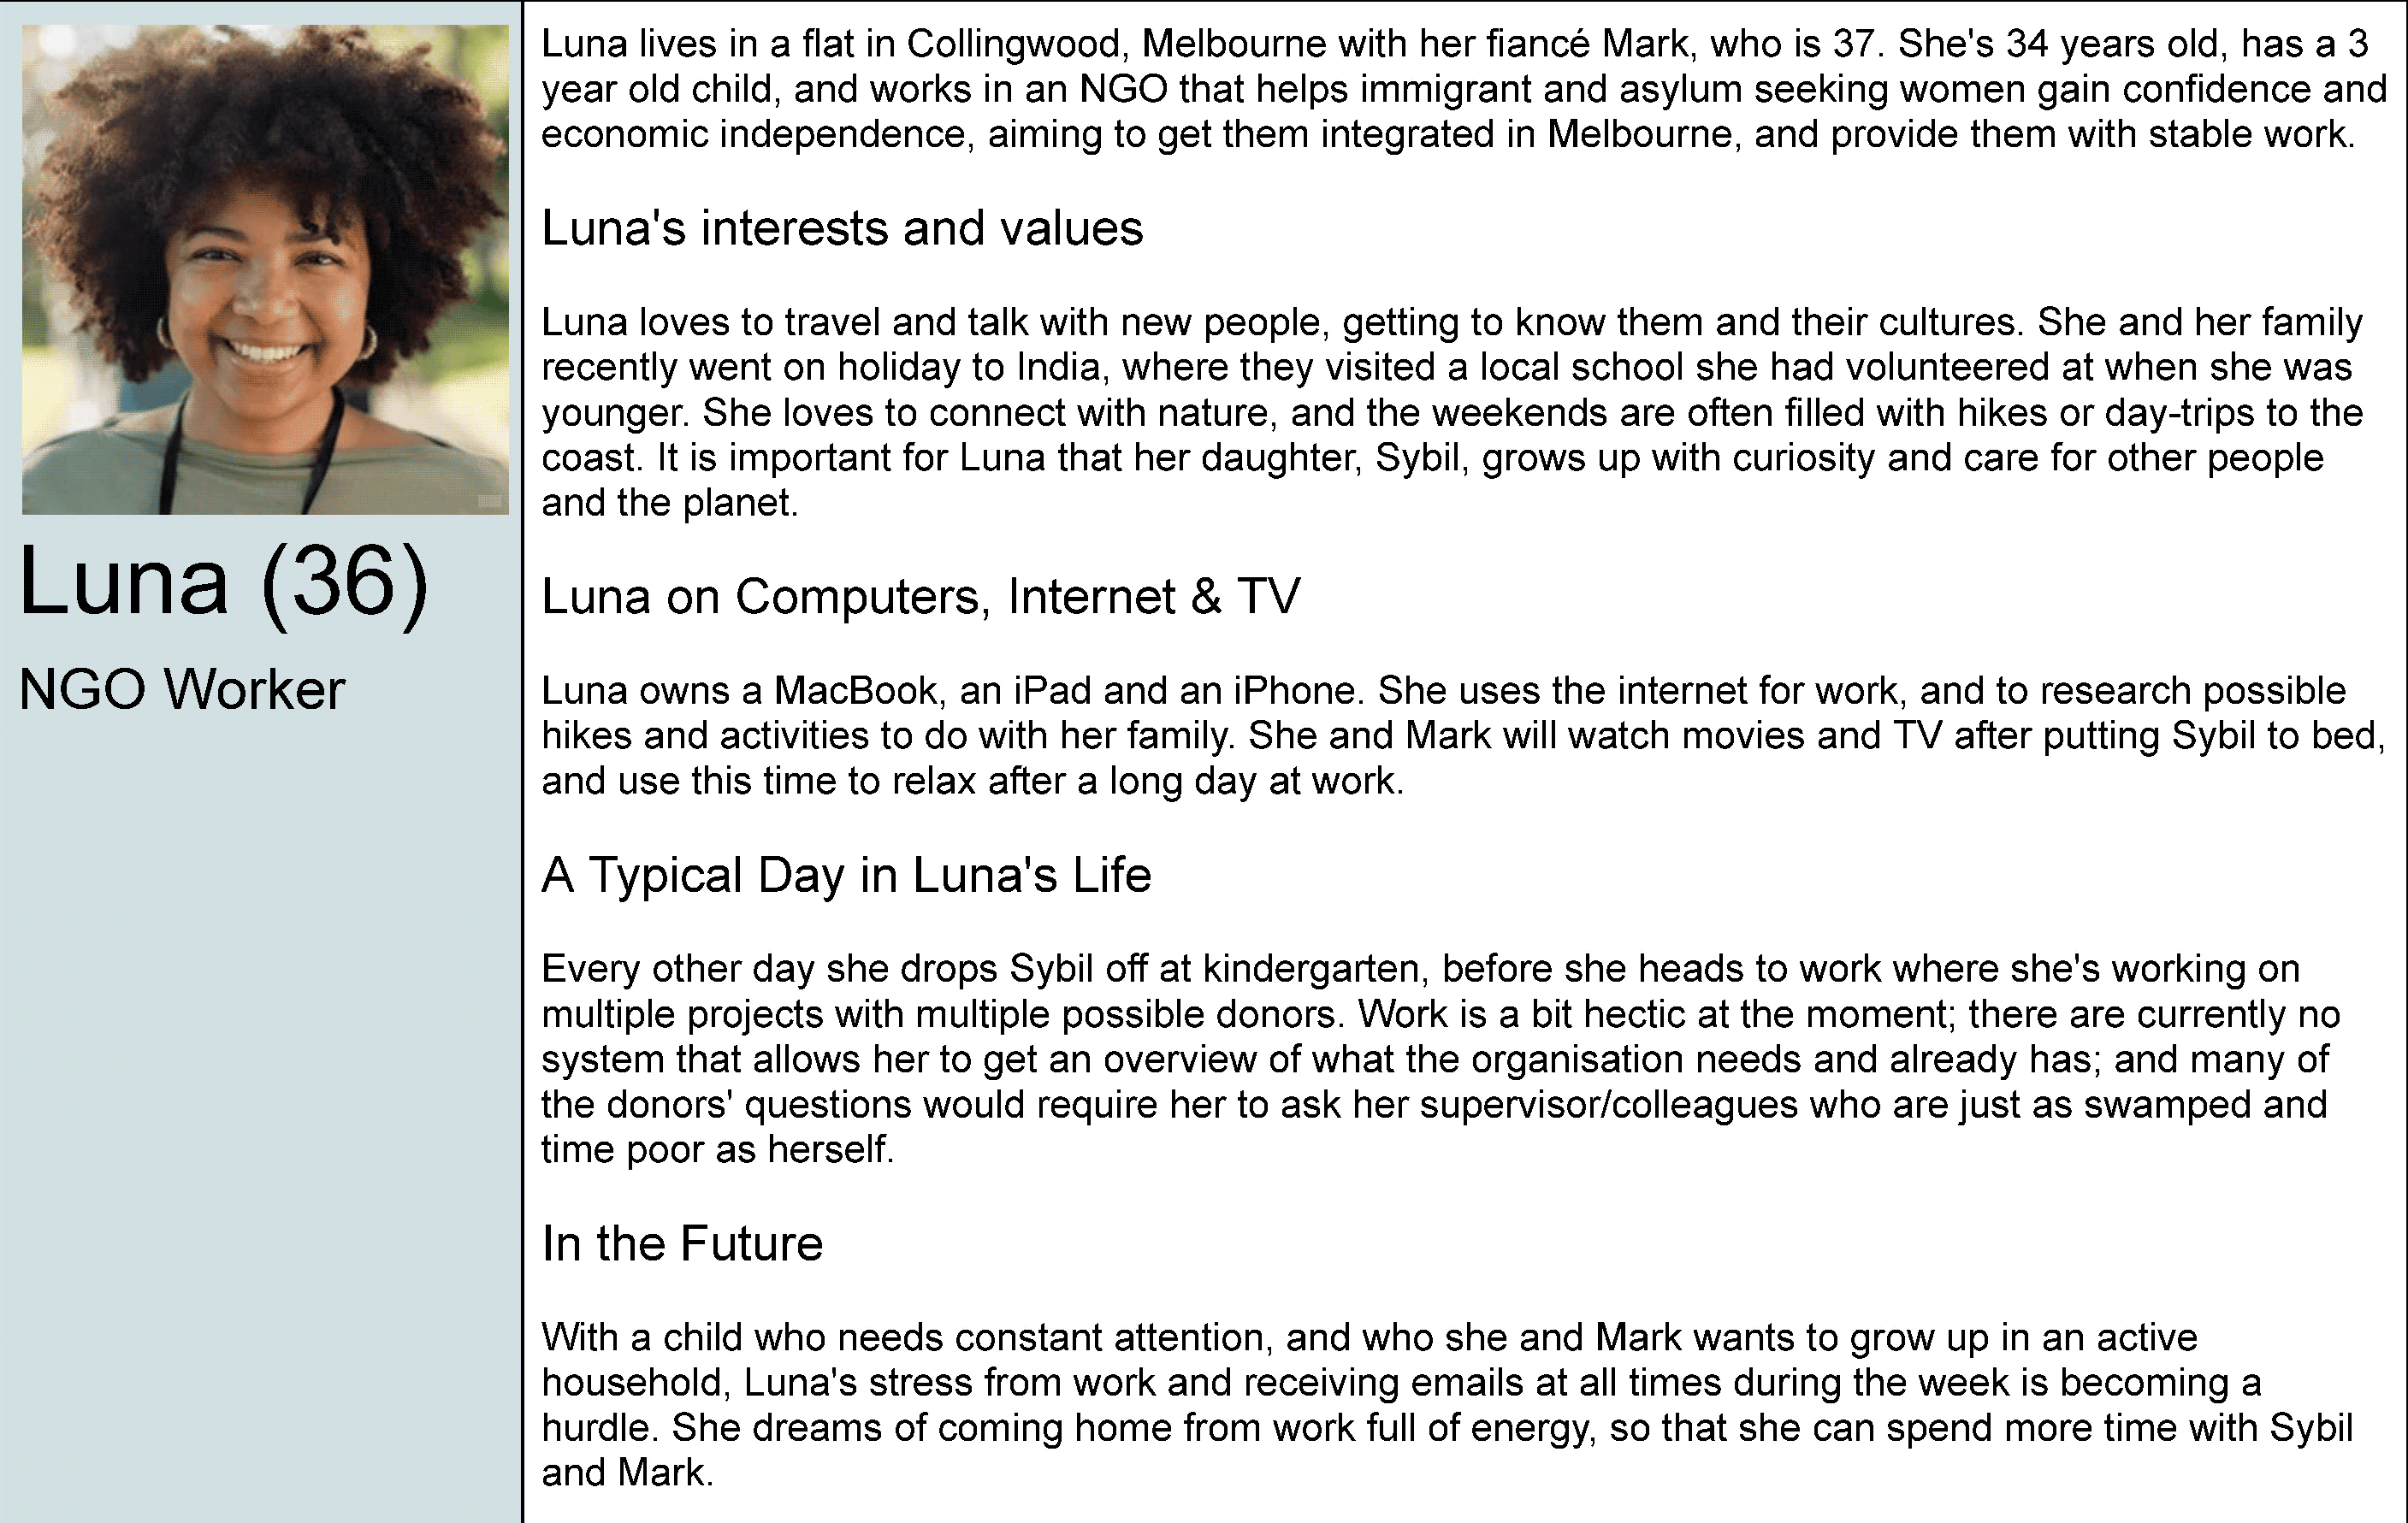 Luna (36)
NGO Worker
Luna lives in a flat in Collingwood, Melbourne with her fiancé Mark, who is 37. She's 34 years old, has a 3
year old child, and works in an NGO that helps immigrant and asylum seeking women gain confidence and
economic independence, aiming to get them integrated in Melbourne, and provide them with stable work.
Luna's interests and values
Luna loves to travel and talk with new people, getting to know them and their cultures. She and her family
recently went on holiday to India, where they visited a local school she had volunteered at when she was
younger. She loves to connect with nature, and the weekends are often filled with hikes or day-trips to the
coast. It is important for Luna that her daughter, Sybil, grows up with curiosity and care for other people
and the planet.
Luna on Computers, Internet & TV
Luna owns a MacBook, an iPad and an iPhone. She uses the internet for work, and to research possible
hikes and activities to do with her family. She and Mark will watch movies and TV after putting Sybil to bed,
and use this time to relax after a long day at work.
A Typical Day in Luna's Life
Every other day she drops Sybil off at kindergarten, before she heads to work where she's working on
multiple projects with multiple possible donors. Work is a bit hectic at the moment; there are currently no
system that allows her to get an overview of what the organisation needs and already has; and many of
the donors' questions would require her to ask her supervisor/colleagues who are just as swamped and
time poor as herself.
In the Future
With a child who needs constant attention, and who she and Mark wants to grow up in an active
household, Luna's stress from work and receiving emails at all times during the week is becoming a
hurdle. She dreams of coming home from work full of energy, so that she can spend more time with Sybil
and Mark.